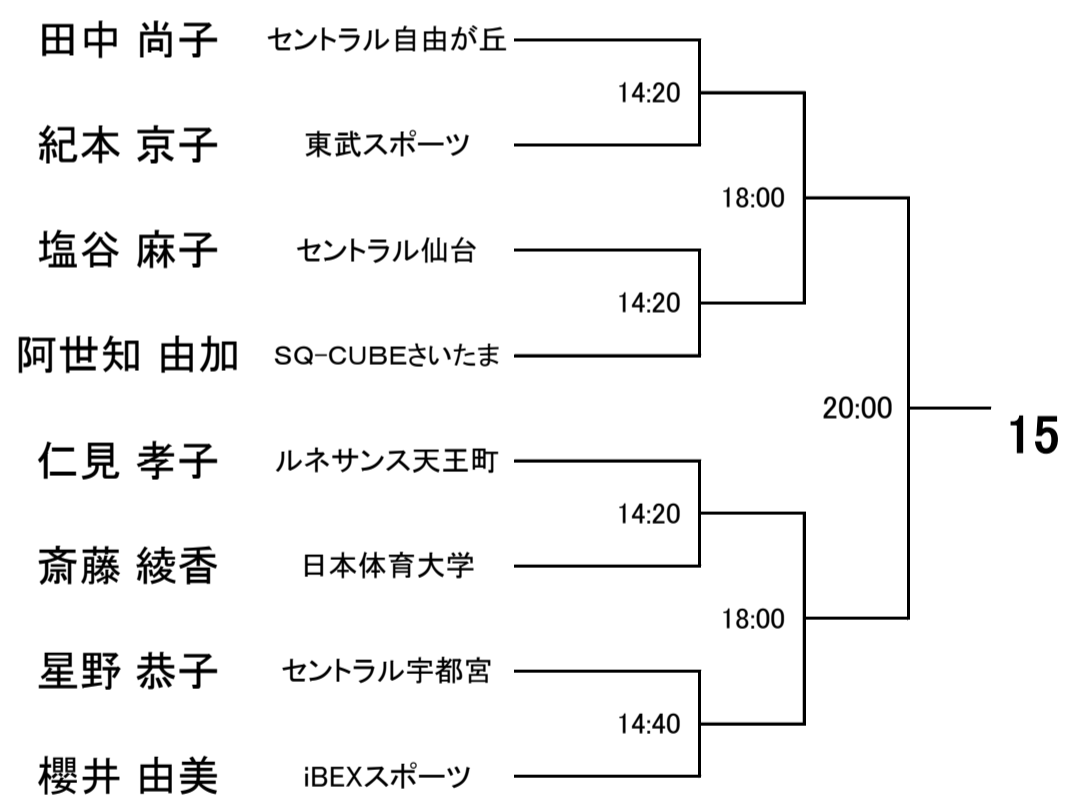 田中 尚子 セントラル自由が丘
14:20
紀本 京子 東武スポーツ
18:00
塩谷 麻子 セントラル仙台
14:20
阿世知 由加 SQ-CUBEさいたま
20:00
15
仁見 孝子 ルネサンス天王町
14:20
斎藤 綾香 日本体育大学
18:00
星野 恭子 セントラル宇都宮
14:40
櫻井 由美 iBEXスポーツ